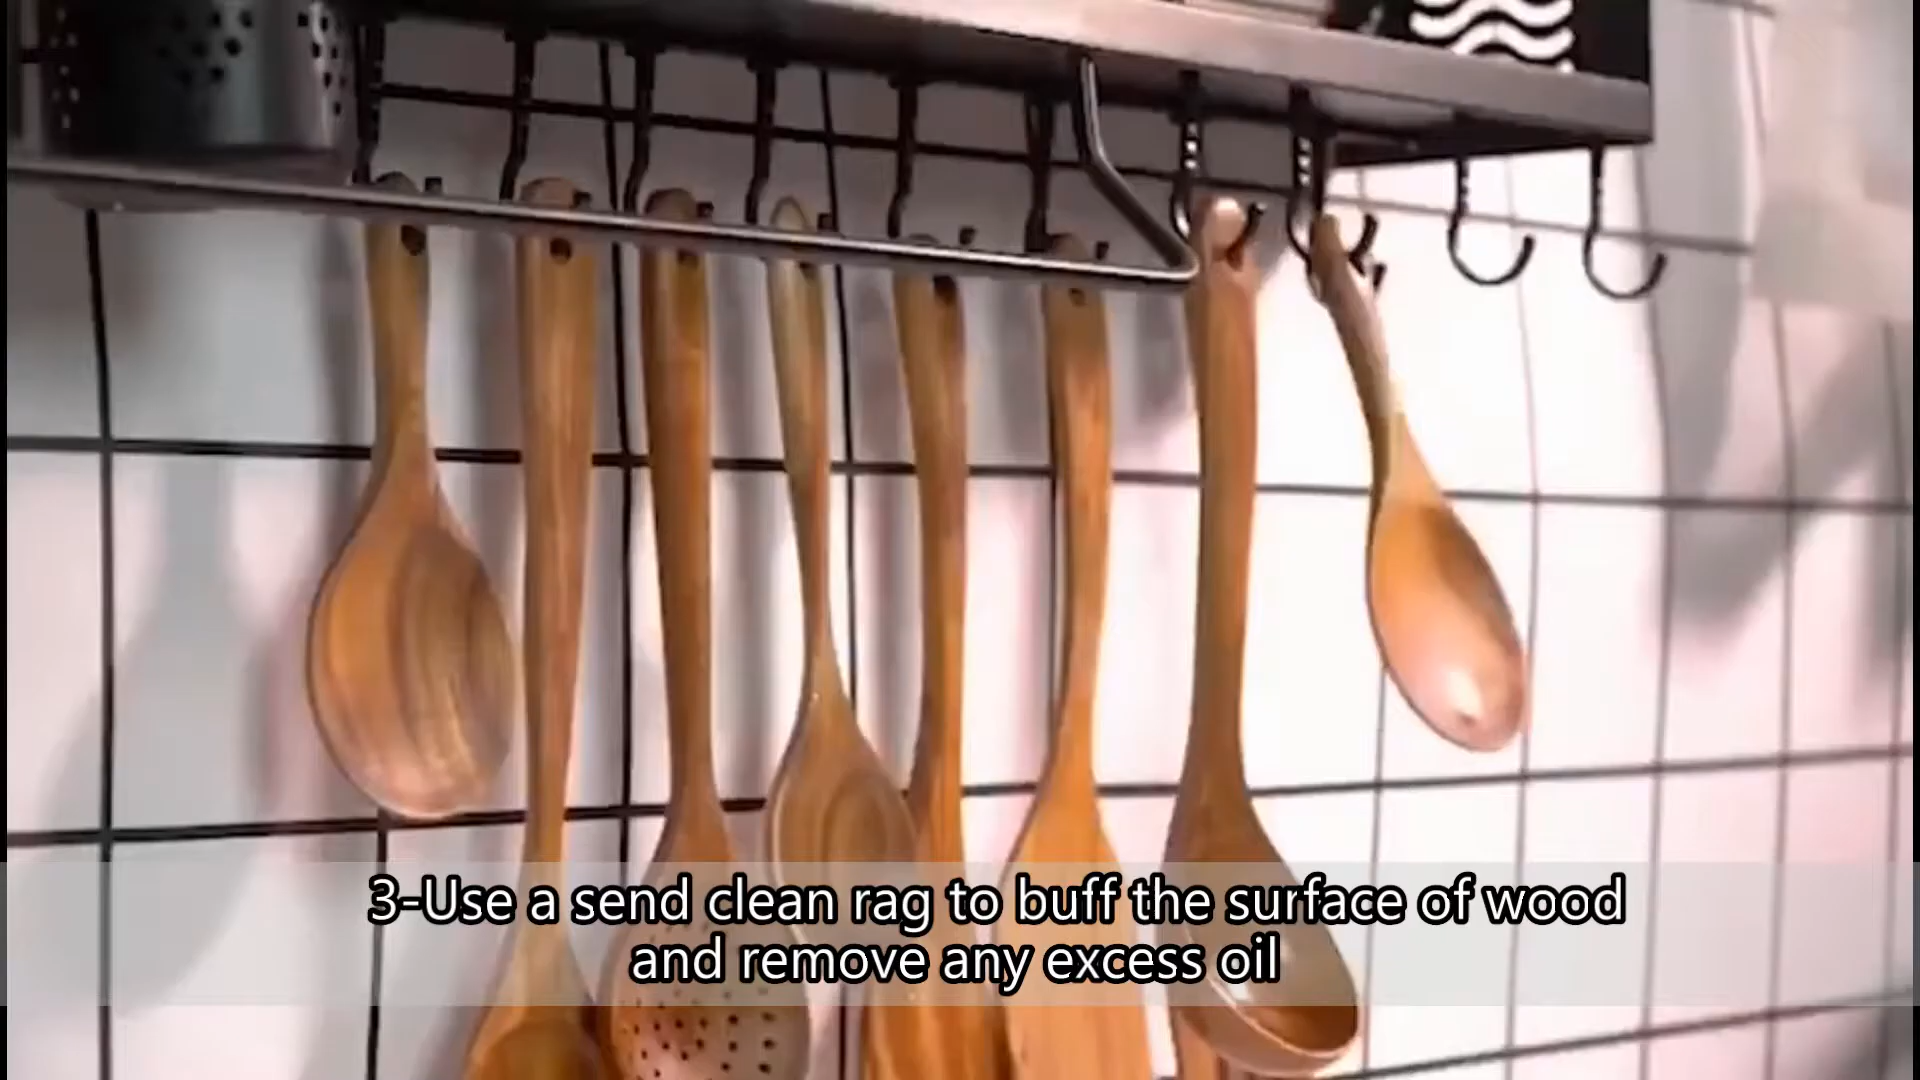 3-Use a send clean rag to buff the surface of wood
and remove any excess oil